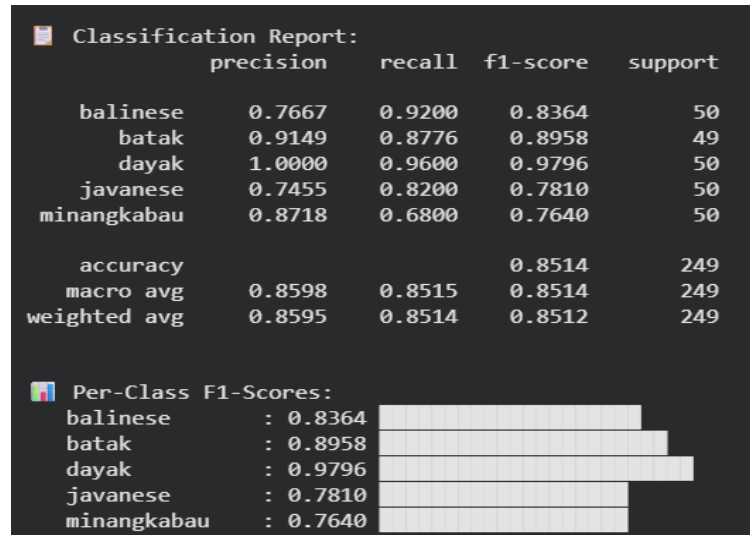 📋 Classification Report:
precision recall f1-score support
balinese 0.7667 0.9200 0.8364 50
batak 0.9149 0.8776 0.8958 49
dayak 1.0000 0.9600 0.9796 50
javanese 0.7455 0.8200 0.7810 50
minangkabau 0.8718 0.6800 0.7640 50
accuracy 0.8514 249
macro avg 0.8598 0.8515 0.8514 249
weighted avg 0.8595 0.8514 0.8512 249
📊 Per-Class F1-Scores:
balinese : 0.8364
batak : 0.8958
dayak : 0.9796
javanese : 0.7810
minangkabau : 0.7640